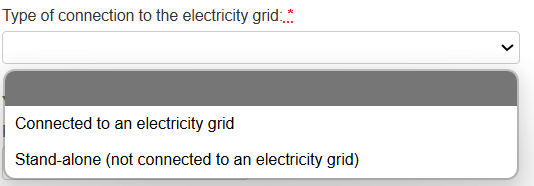 Type of connection to the electricity grid: *
Connected to an electricity grid
Stand-alone (not connected to an electricity grid)